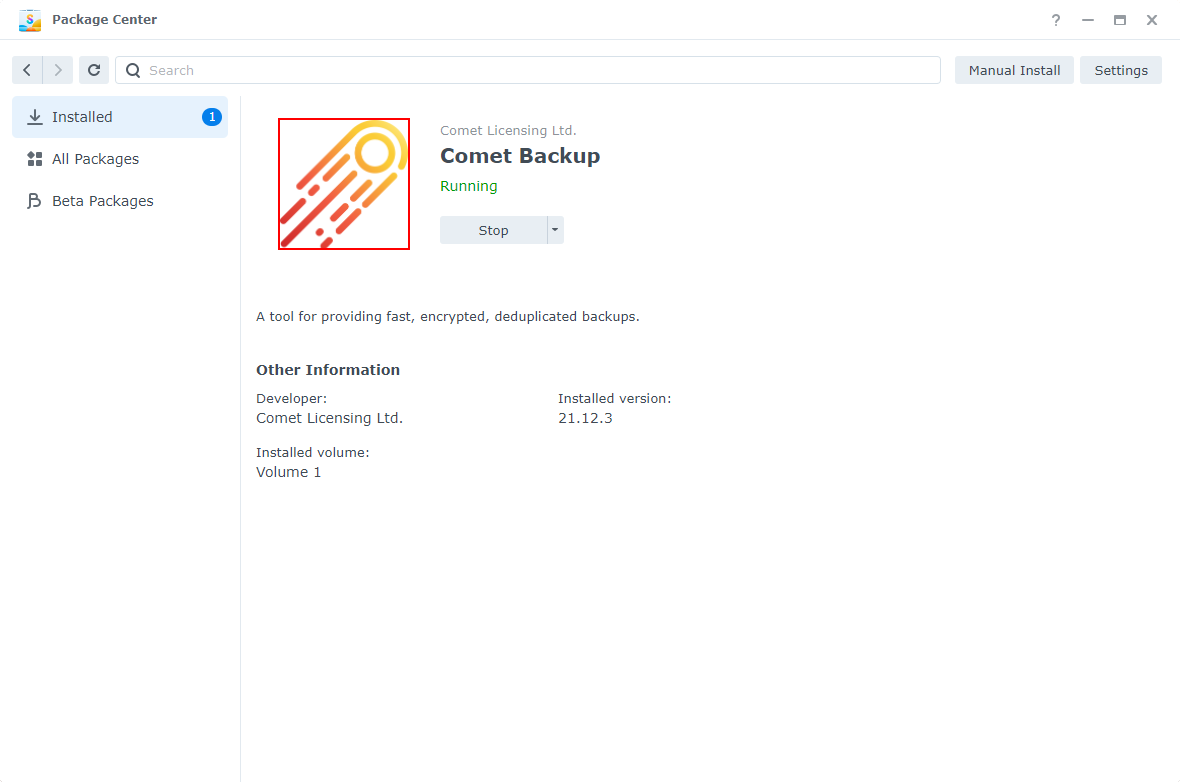 Package Center
?
Search
Manual Install
Settings
Installed
1
All Packages
Beta Packages
Comet Licensing Ltd.
Comet Backup
Running
Stop
A tool for providing fast, encrypted, deduplicated backups.
Other Information
Developer:
Comet Licensing Ltd.
Installed version:
21.12.3
Installed volume:
Volume 1